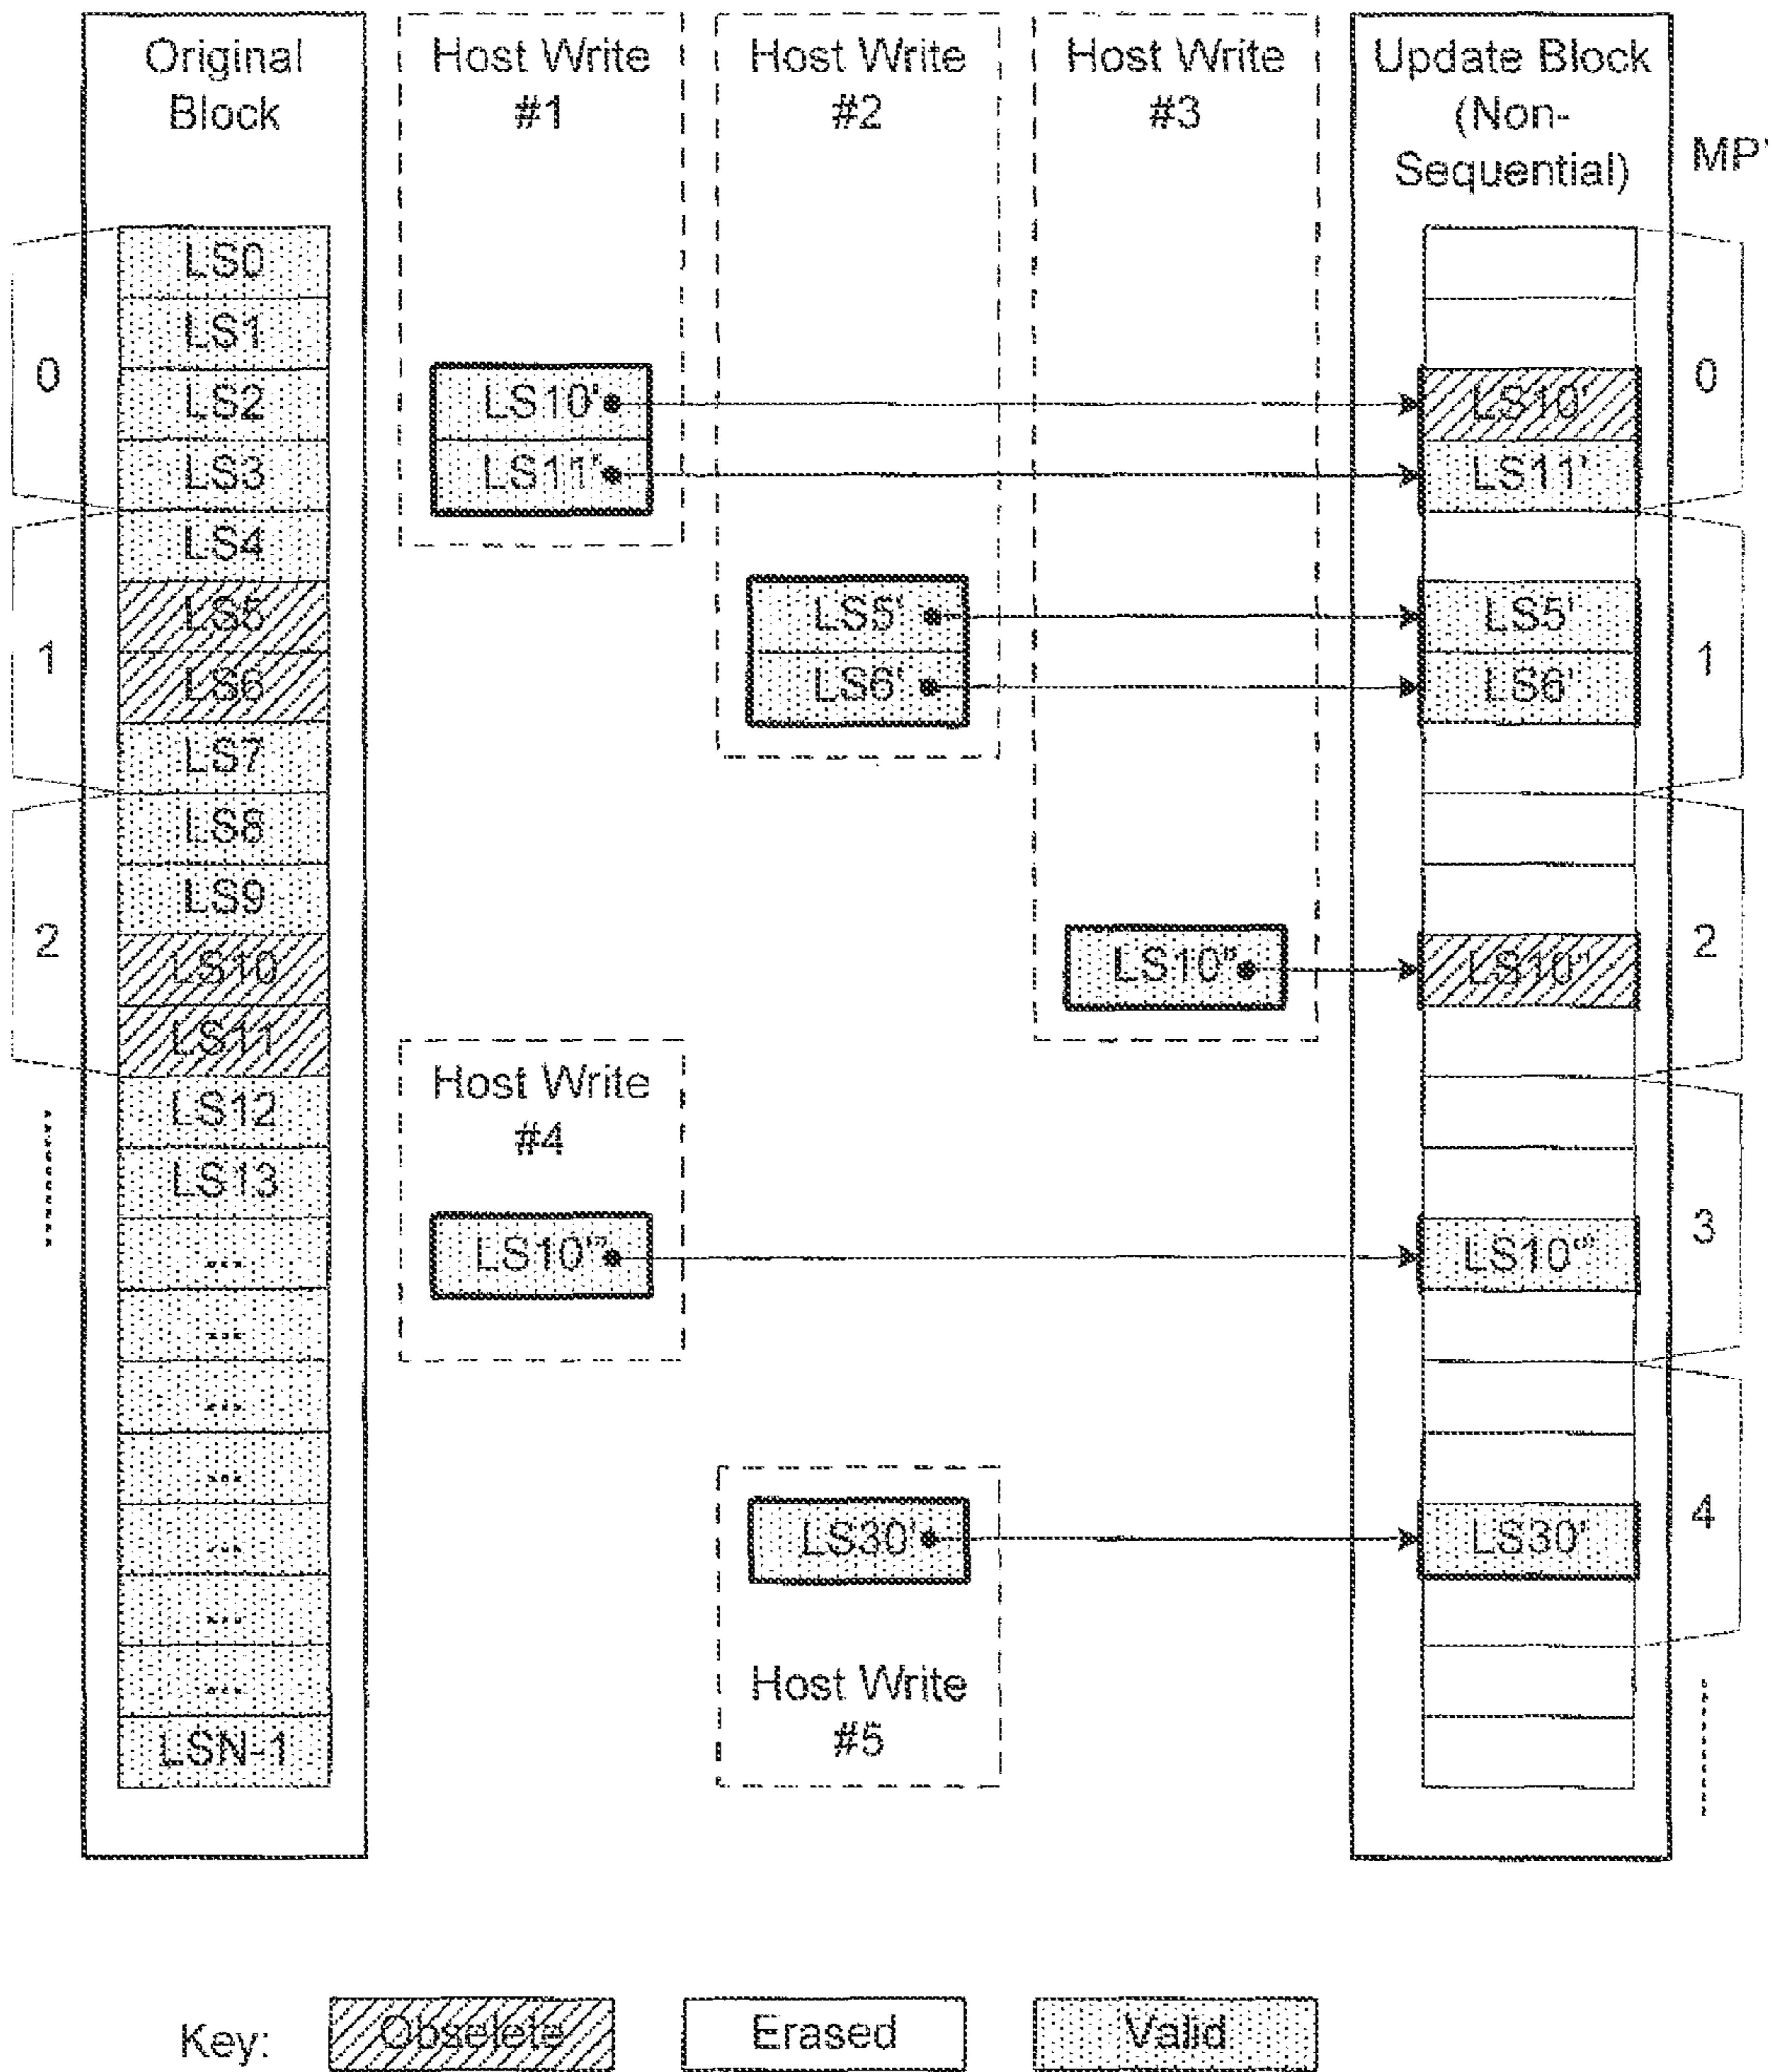 Original
Block
Host Write
#1
Host Write
#2
Host Write
#3
Update Block
(Non-
Sequential)
MP'
0
1
2
LS0
LS1
LS2
LS3
LS4
LS5
LS6
LS7
LS8
LS9
LS10
LS11
LS12
LS13
...
...
...
...
...
...
...
LSN-1
LS10'
LS11'
LS5'
LS6'
LS10''
Host Write
#4
LS10'''
LS30'
Host Write
#5
LS10'
LS11'
LS5'
LS6'
LS10''
LS10'''
LS30'
0
1
2
3
4
Key:
Obselete
Erased
Valid